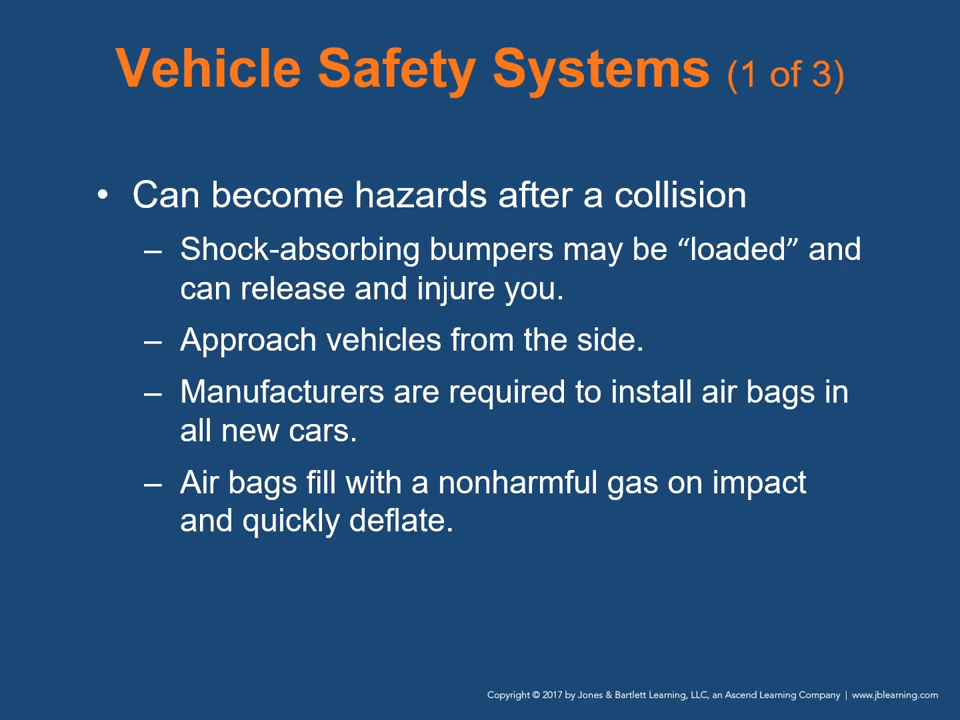 Vehicle Safety Systems (1 of 3)
• Can become hazards after a collision
– Shock-absorbing bumpers may be “loaded” and
can release and injure you.
– Approach vehicles from the side.
– Manufacturers are required to install air bags in
all new cars.
– Air bags fill with a nonharmful gas on impact
and quickly deflate.
Copyright © 2017 by Jones & Bartlett Learning, LLC, an Ascend Learning Company | www.jblearning.com